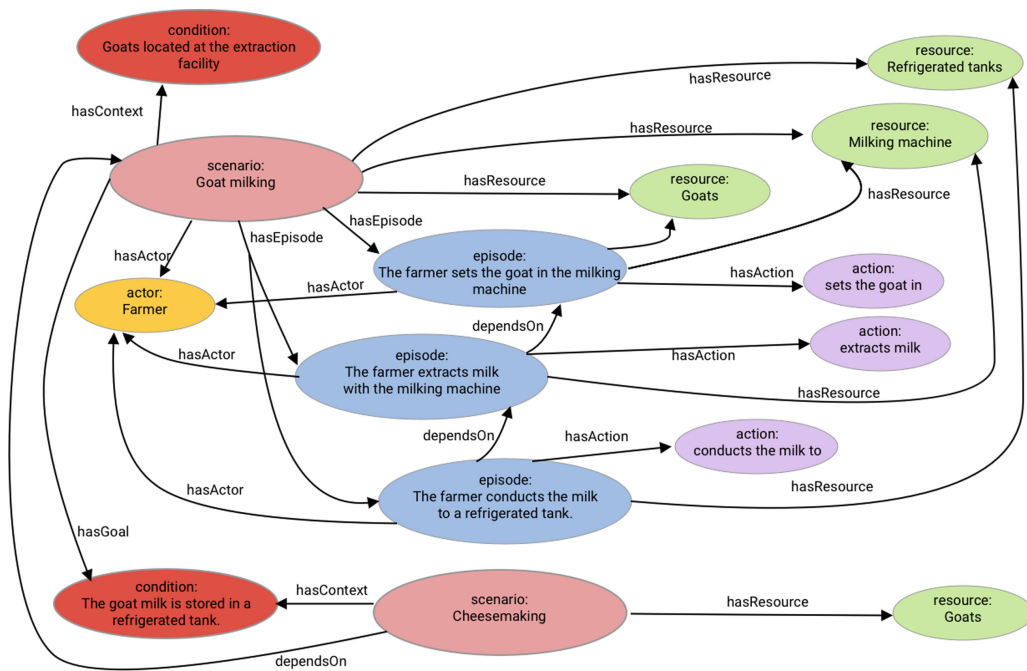 condition:
Goats located at the extraction
facility
resource:
Refrigerated tanks
hasResource
hasContext
resource:
Milking machine
hasResource
scenario:
Goat milking
hasResource
resource:
Goats
hasResource
hasEpisode
hasEpisode
hasActor
episode:
The farmer sets the goat in the milking
machine
hasAction
action:
sets the goat in
actor:
Farmer
hasActor
dependsOn
action:
extracts milk
hasActor
episode:
The farmer extracts milk
with the milking machine
hasAction
hasResource
dependsOn
hasAction
action:
conducts the milk to
episode:
The farmer conducts the milk
to a refrigerated tank.
hasActor
hasResource
hasGoal
condition:
The goat milk is stored in a
refrigerated tank.
hasContext
scenario:
Cheesemaking
hasResource
resource:
Goats
dependsOn